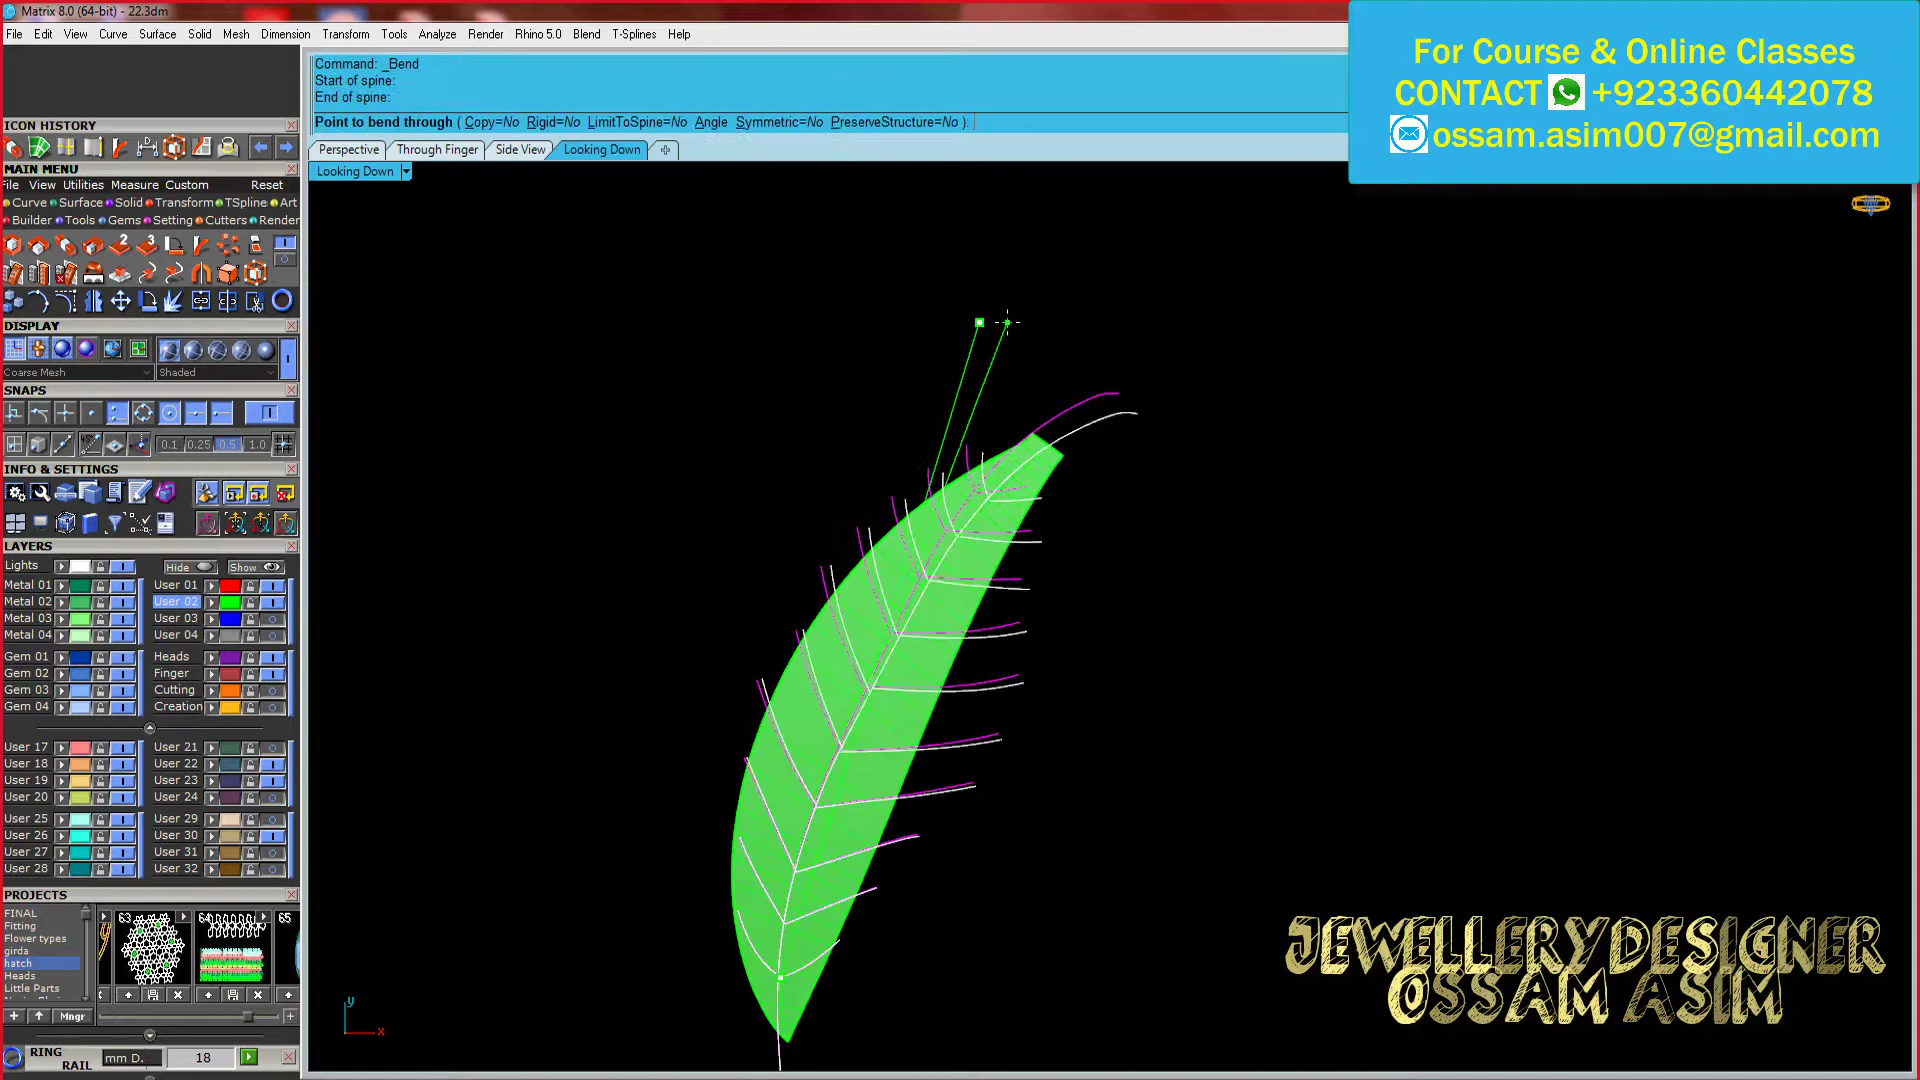 Matrix 8.0 (64-bit) - 22.3dm
File Edit View Curve Surface Solid Mesh Dimension Transform Tools Analyze Render Rhino 5.0 Blend T-Splines Help
For Course & Online Classes
CONTACT +923360442078
ossam.asim007@gmail.com
Command: _Bend
Start of spine:
End of spine:
Point to bend through ( Copy=No Rigid=No LimitToSpine=No Angle Symmetric=No PreserveStructure=No ):
Perspective Through Finger Side View Looking Down
Looking Down
ICON HISTORY
MAIN MENU
File View Utilities Measure Custom Reset
Curve Surface Solid Transform TSpline Art
Builder Tools Gems Setting Cutters Render
2 3
DISPLAY
Coarse Mesh Shaded
SNAPS
0.1 0.25 0.5 1.0
INFO & SETTINGS
LAYERS
Lights Hide Show
Metal 01 User 01
Metal 02 User 02
Metal 03 User 03
Metal 04 User 04
Gem 01 Heads
Gem 02 Finger
Gem 03 Cutting
Gem 04 Creation
User 17 User 21
User 18 User 22
User 19 User 23
User 20 User 24
User 25 User 29
User 26 User 30
User 27 User 31
User 28 User 32
PROJECTS
FINAL
Fitting
Flower types
girda
hatch
Heads
Little Parts
63 64 65
Mngr
RING RAIL mm D. 18
y
x
JEWELLERYDESIGNER
OSSAM ASIM